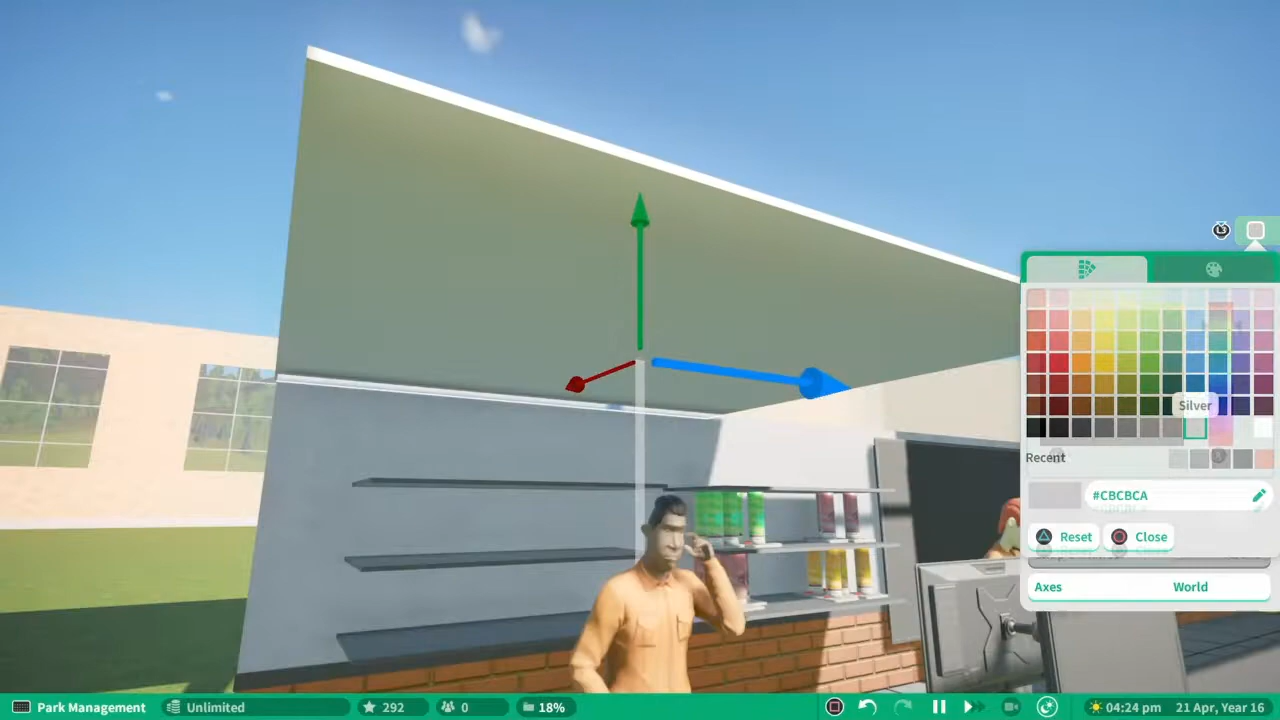 L3
Silver
Recent
#CBCBCA
Reset Close
Axes World
Park Management Unlimited 292 0 18% 04:24 pm 21 Apr, Year 16